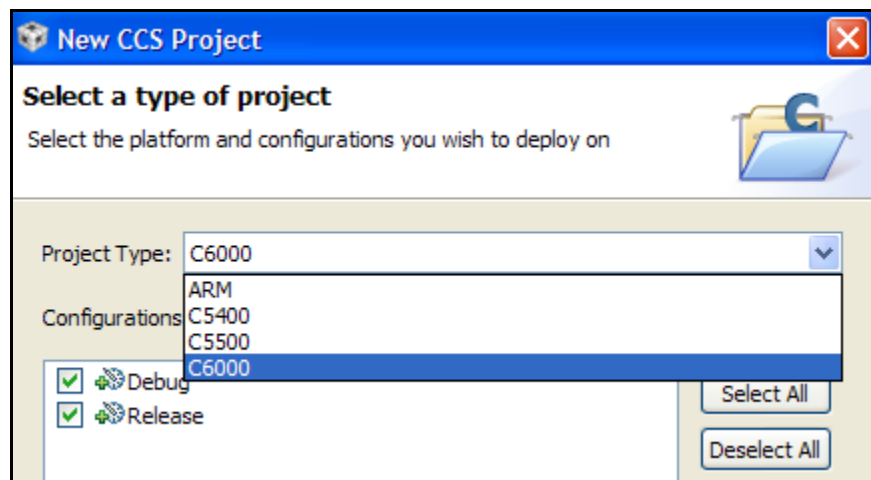 New CCS Project
Select a type of project
Select the platform and configurations you wish to deploy on
Project Type: C6000
ARM
Configurations C5400
C5500
C6000
Debug
Select All
Release
Deselect All